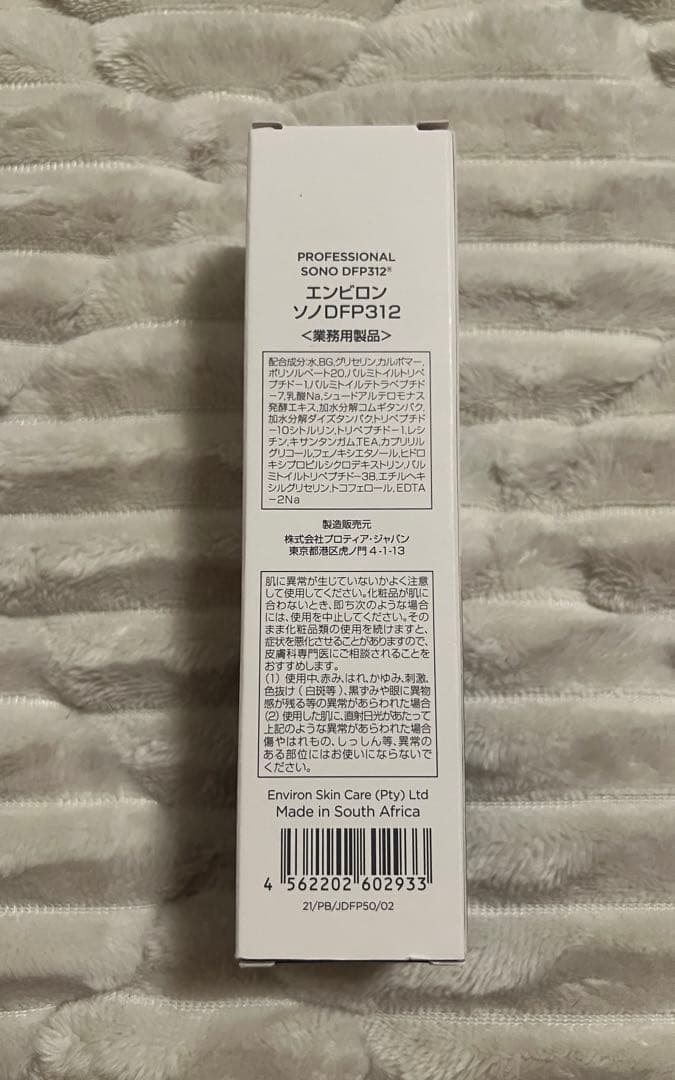 PROFESSIONAL
SONO DFP312®
エンビロン
ソノDFP312
＜業務用製品＞
配合成分:水,BG,グリセリン,カルボマー,
ポリソルベート20,パルミトイルトリペ
プチド-1,パルミトイルテトラペプチド
-7,乳酸Na,シュードアルテロモナス
発酵エキス,加水分解コムギタンパク,
加水分解ダイズタンパク,トリペプチド
-10シトルリン,トリペプチド-1,レシ
チン,キサンタンガム,TEA,カプリリル
グリコール,フェノキシエタノール,ヒドロ
キシプロピルシクロデキストリン,パル
ミトイルトリペプチド-38,エチルヘキ
シルグリセリン,トコフェロール,EDTA
-2Na
製造販売元
株式会社プロティア・ジャパン
東京都港区虎ノ門 4-1-13
肌に異常が生じていないかよく注意
して使用してください。化粧品が肌に
合わないとき、即ち次のような場合
には、使用を中止してください。その
まま化粧品類の使用を続けますと、
症状を悪化させることがありますので、
皮膚科専門医にご相談されることを
おすすめします。
(1) 使用中、赤み、はれ、かゆみ、刺激、
色抜け(白斑等)、黒ずみや眼に異物
感が残る等の異常があらわれた場合
(2) 使用した肌に、直射日光があたって
上記のような異常があらわれた場合
傷やはれもの、しっしん等、異常の
ある部位にはお使いにならないで
ください。
Environ Skin Care (Pty) Ltd
Made in South Africa
4 562202 602933
21/PB/JDFP50/02